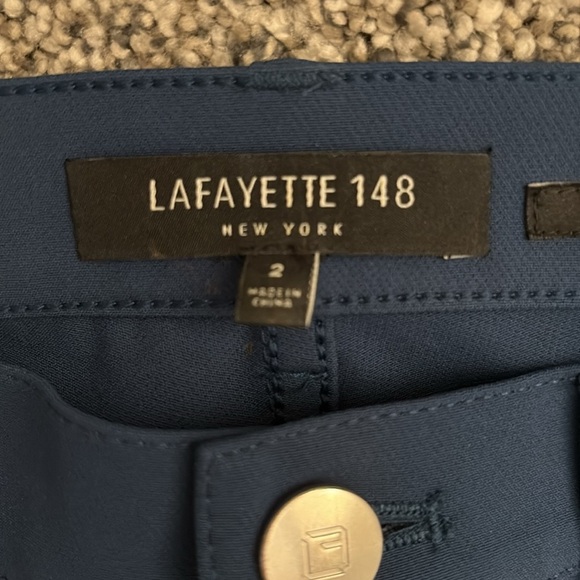 LAFAYETTE 148
NEW YORK
2
MADE IN
CHINA